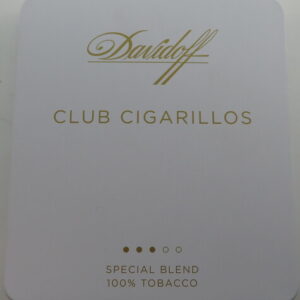 Davidoff
CLUB CIGARILLOS
SPECIAL BLEND
100% TOBACCO